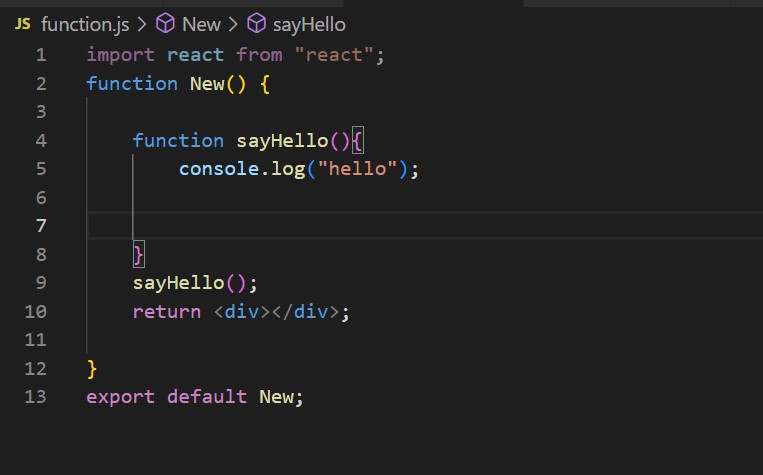 JS function.js > New > sayHello
1 import react from "react";
2 function New() {
3
4 function sayHello(){
5 console.log("hello");
6
7
8 }
9 sayHello();
10 return <div></div>;
11
12 }
13 export default New;